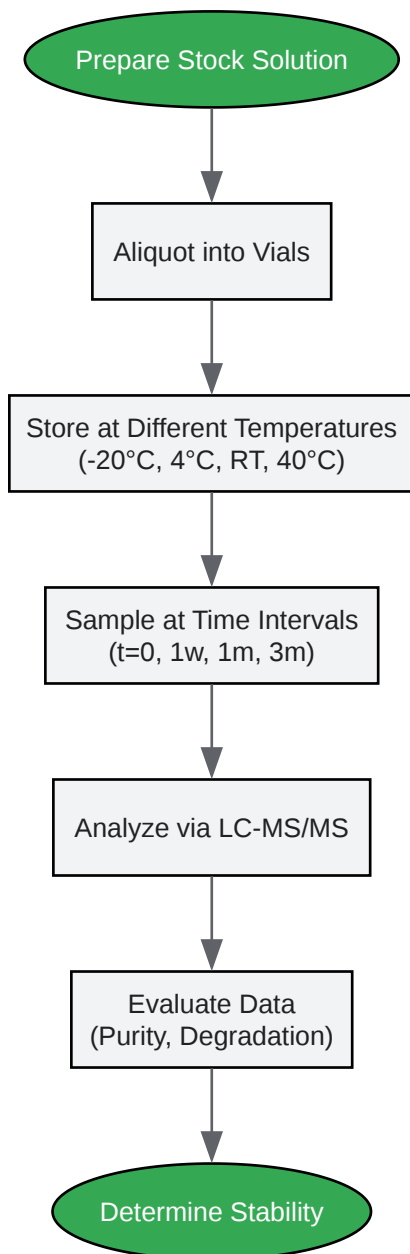 Prepare Stock Solution
Aliquot into Vials
Store at Different Temperatures
(-20°C, 4°C, RT, 40°C)
Sample at Time Intervals
(t=0, 1w, 1m, 3m)
Analyze via LC-MS/MS
Evaluate Data
(Purity, Degradation)
Determine Stability